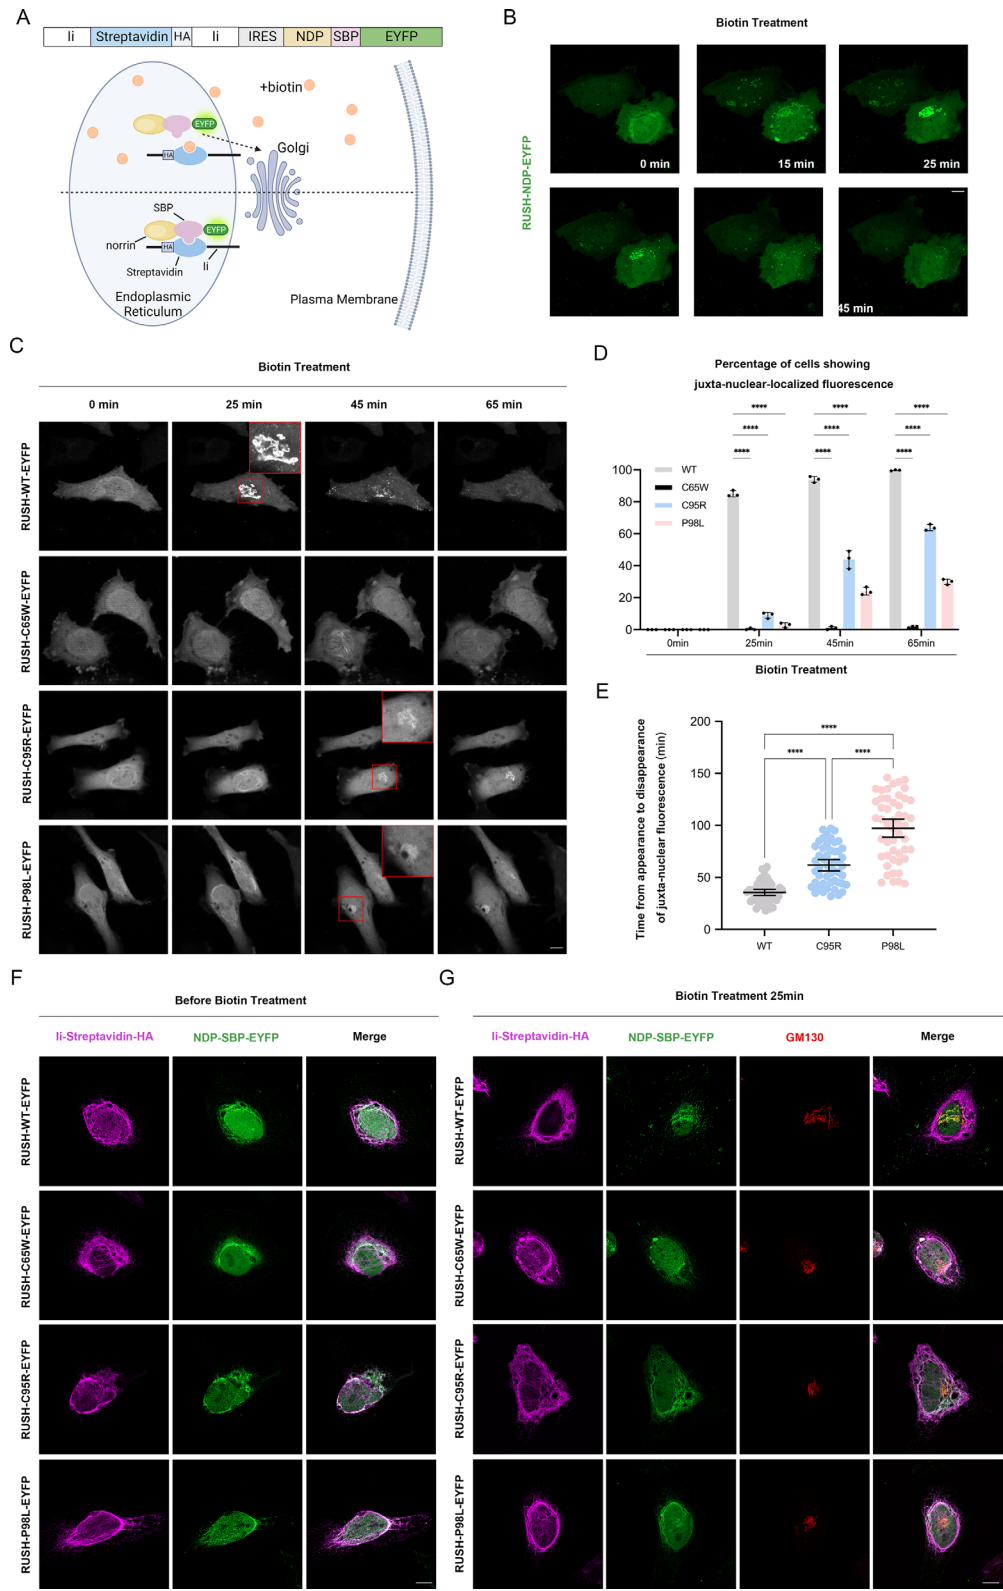 A
Ii Streptavidin HA Ii IRES NDP SBP EYFP
+biotin
EYFP
HA
Golgi
SBP
EYFP
norrin
HA
Ii
Streptavidin
Endoplasmic
Reticulum
Plasma Membrane
B
Biotin Treatment
RUSH-NDP-EYFP
0 min 15 min 25 min
45 min
C
Biotin Treatment
0 min 25 min 45 min 65 min
RUSH-WT-EYFP
RUSH-C65W-EYFP
RUSH-C95R-EYFP
RUSH-P98L-EYFP
D
Percentage of cells showing
juxta-nuclear-localized fluorescence
**** **** ****
**** **** ****
**** **** ****
100
80
60
40
20
0
WT
C65W
C95R
P98L
0min 25min 45min 65min
Biotin Treatment
E
Time from appearance to disappearance
of juxta-nuclear fluorescence (min)
200
150
100
50
0
****
**** ****
WT C95R P98L
F
Before Biotin Treatment
Ii-Streptavidin-HA NDP-SBP-EYFP Merge
RUSH-WT-EYFP
RUSH-C65W-EYFP
RUSH-C95R-EYFP
RUSH-P98L-EYFP
G
Biotin Treatment 25min
Ii-Streptavidin-HA NDP-SBP-EYFP GM130 Merge
RUSH-WT-EYFP
RUSH-C65W-EYFP
RUSH-C95R-EYFP
RUSH-P98L-EYFP